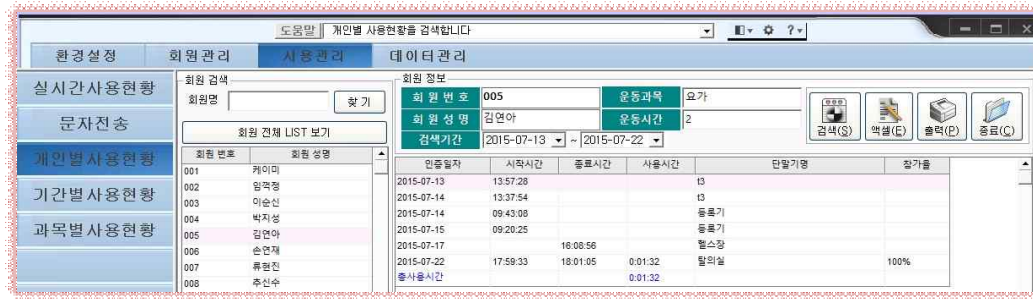 도움말 개인별 사용현황을 검색합니다
환경설정 회원관리 사용관리 데이터관리
실시간사용현황
문자전송
개인별사용현황
기간별사용현황
과목별사용현황
회원 검색
회원명 찾 기
회원 전체 LIST 보기
회원 번호 회원 성명
001 케이미
002 임꺽정
003 이순신
004 박지성
005 김연아
006 손연재
007 류현진
008 추신수
회원 정보
회 원 번 호 005 운동과목 요가
회 원 성 명 김연아 운동시간 2
검색기간 2015-07-13 ~ 2015-07-22
검색(S) 엑셀(E) 출력(P) 종료(C)
인증일자 시작시간 종료시간 사용시간 단말기명 참가율
2015-07-13 13:57:28 t3
2015-07-14 13:37:54 t3
2015-07-14 09:43:08 등록기
2015-07-15 09:20:25 등록기
2015-07-17 16:08:56 헬스장
2015-07-22 17:59:33 18:01:05 0:01:32 탈의실 100%
총사용시간 0:01:32